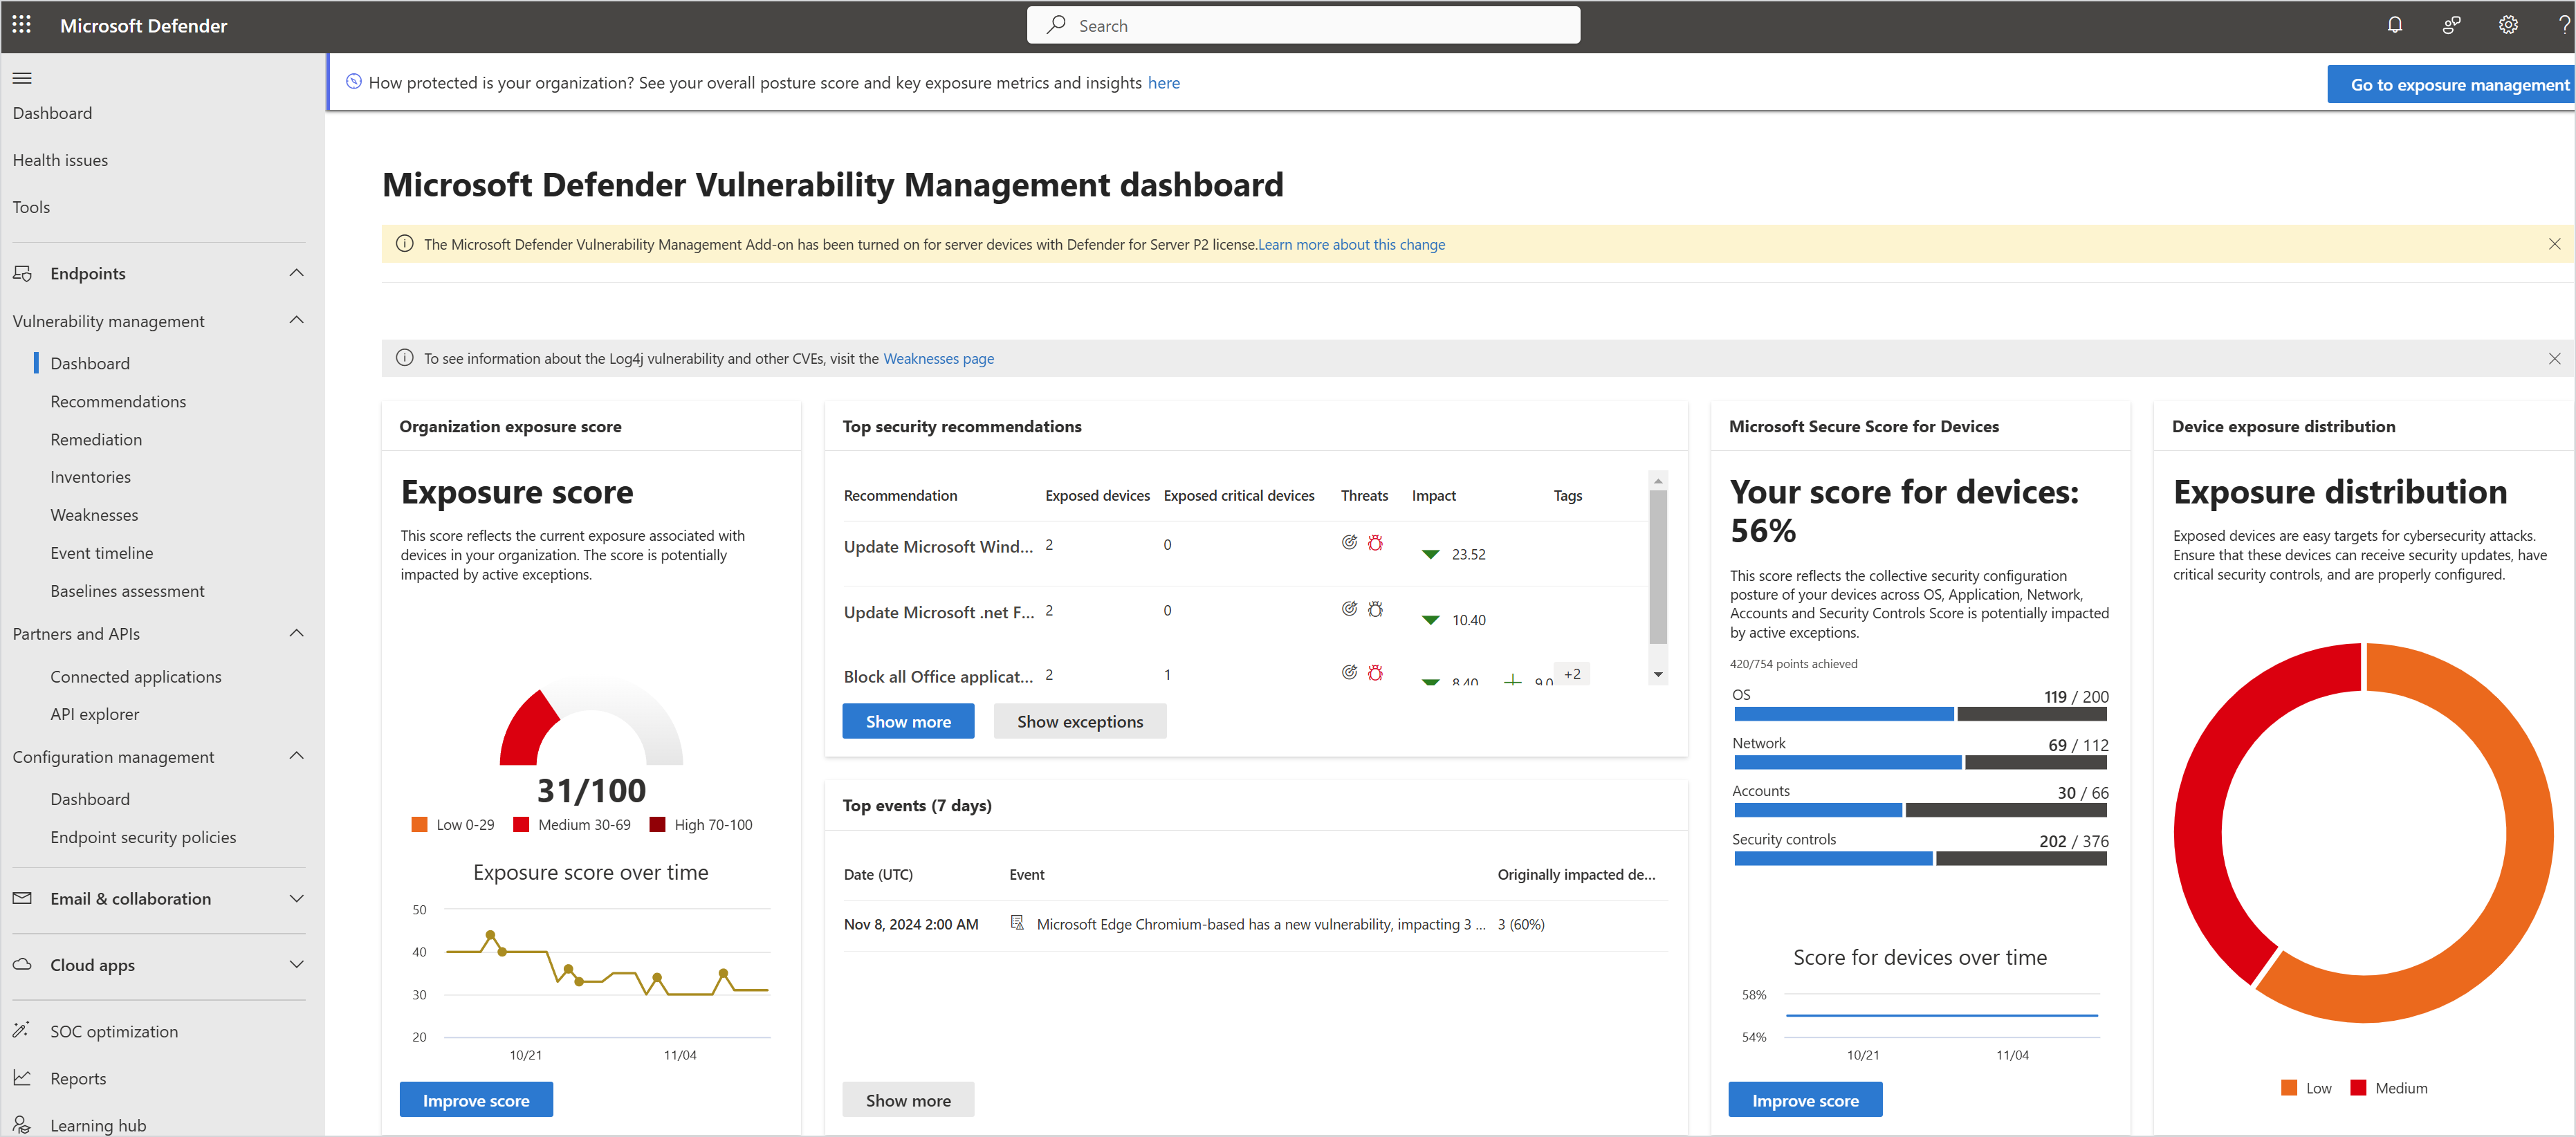 Microsoft Defender
Search
?
How protected is your organization? See your overall posture score and key exposure metrics and insights here
Go to exposure management
Dashboard
Health issues
Tools
Endpoints
Vulnerability management
Dashboard
Recommendations
Remediation
Inventories
Weaknesses
Event timeline
Baselines assessment
Partners and APIs
Connected applications
API explorer
Configuration management
Dashboard
Endpoint security policies
Email & collaboration
Cloud apps
SOC optimization
Reports
Learning hub
Microsoft Defender Vulnerability Management dashboard
The Microsoft Defender Vulnerability Management Add-on has been turned on for server devices with Defender for Server P2 license.Learn more about this change
To see information about the Log4j vulnerability and other CVEs, visit the Weaknesses page
Organization exposure score
Exposure score
This score reflects the current exposure associated with
devices in your organization. The score is potentially
impacted by active exceptions.
31/100
Low 0-29 Medium 30-69 High 70-100
Exposure score over time
50
40
30
20
10/21 11/04
Improve score
Top security recommendations
Recommendation Exposed devices Exposed critical devices Threats Impact Tags
Update Microsoft Wind... 2 0 23.52
Update Microsoft .net F... 2 0 10.40
Block all Office applicat... 2 1 8.40 9.0 +2
Show more Show exceptions
Top events (7 days)
Date (UTC) Event Originally impacted de...
Nov 8, 2024 2:00 AM Microsoft Edge Chromium-based has a new vulnerability, impacting 3 ... 3 (60%)
Show more
Microsoft Secure Score for Devices
Your score for devices:
56%
This score reflects the collective security configuration
posture of your devices across OS, Application, Network,
Accounts and Security Controls Score is potentially impacted
by active exceptions.
420/754 points achieved
OS 119 / 200
Network 69 / 112
Accounts 30 / 66
Security controls 202 / 376
Score for devices over time
58%
54%
10/21 11/04
Improve score
Device exposure distribution
Exposure distribution
Exposed devices are easy targets for cybersecurity attacks.
Ensure that these devices can receive security updates, have
critical security controls, and are properly configured.
Low Medium